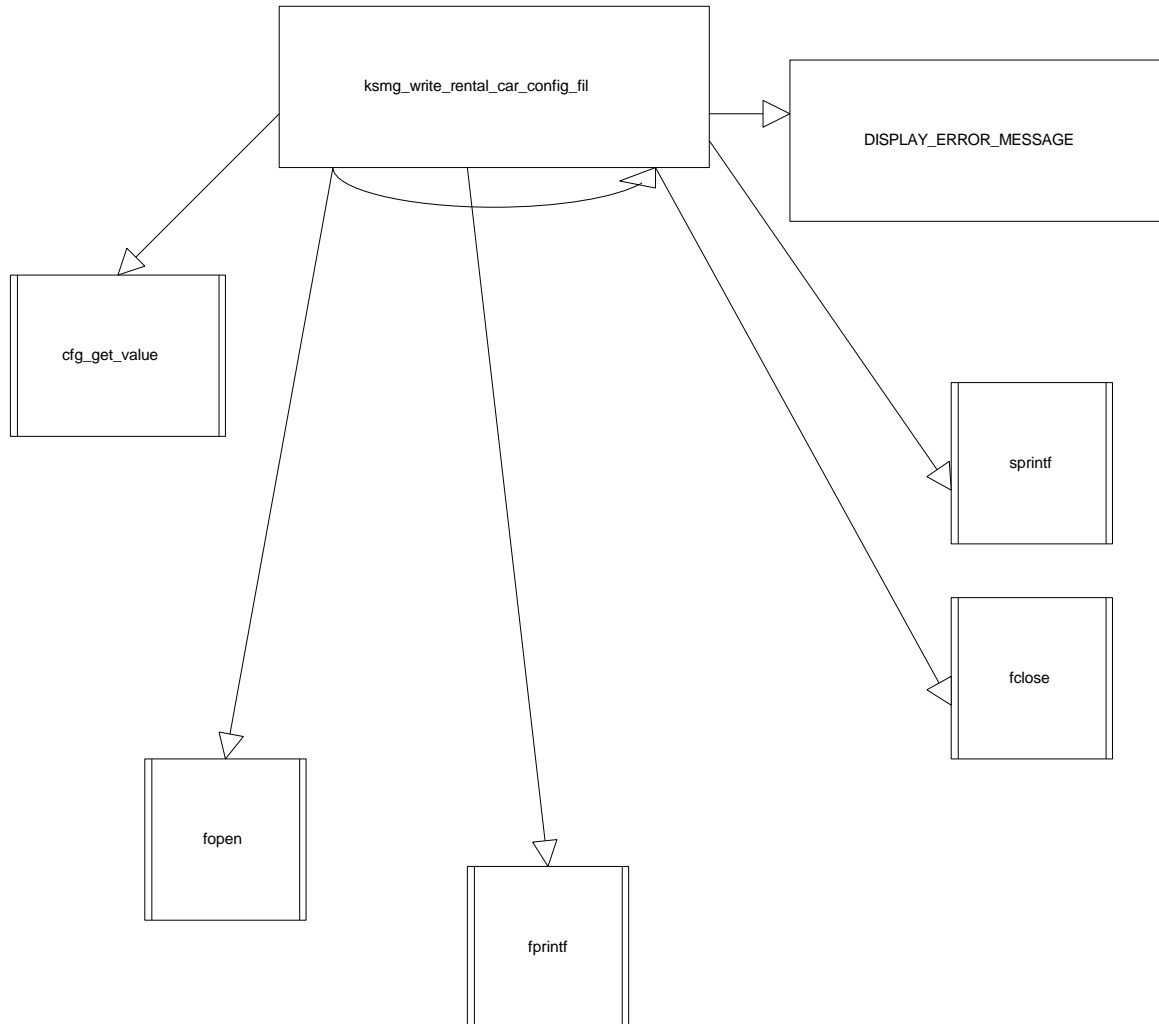 ksmg_write_rental_car_config_fil
DISPLAY_ERROR_MESSAGE
cfg_get_value
sprintf
fclose
fopen
fprintf